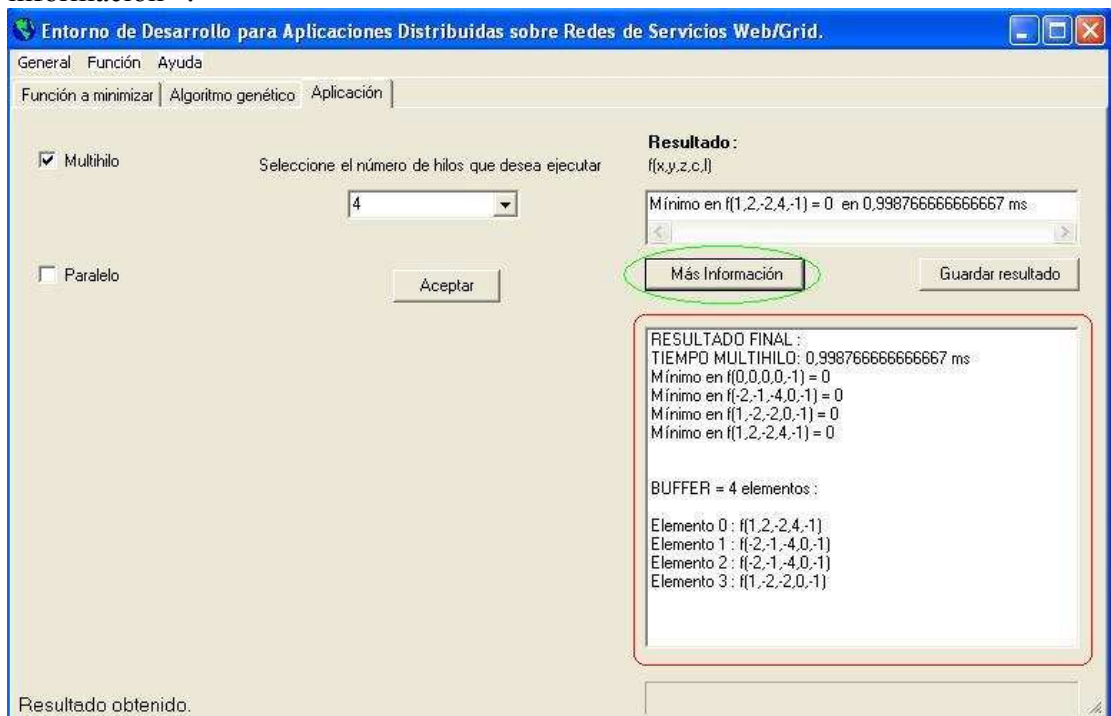 Entorno de Desarrollo para Aplicaciones Distribuidas sobre Redes de Servicios Web/Grid.
General Función Ayuda
Función a minimizar Algoritmo genético Aplicación
Multihilo
Seleccione el número de hilos que desea ejecutar
4
Paralelo
Aceptar
Resultado:
f(x,y,z,c,l)
Mínimo en f(1,2,-2,4,-1) = 0 en 0,998766666666667 ms
Más Información
Guardar resultado
RESULTADO FINAL :
TIEMPO MULTIHILO: 0,998766666666667 ms
Mínimo en f(0,0,0,0,-1) = 0
Mínimo en f(-2,-1,-4,0,-1) = 0
Mínimo en f(1,-2,-2,0,-1) = 0
Mínimo en f(1,2,-2,4,-1) = 0
BUFFER = 4 elementos :
Elemento 0 : f(1,2,-2,4,-1)
Elemento 1 : f(-2,-1,-4,0,-1)
Elemento 2 : f(-2,-1,-4,0,-1)
Elemento 3 : f(1,-2,-2,0,-1)
Resultado obtenido.